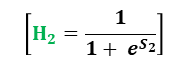 [H₂ = 1 / (1 + e^S₂)]